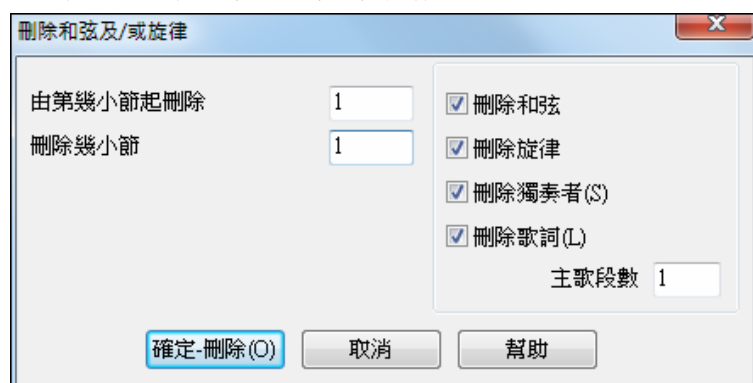 刪除和弦及/或旋律
由第幾小節起刪除 1
刪除幾小節 1
刪除和弦
刪除旋律
刪除獨奏者(S)
刪除歌詞(L)
主歌段數 1
確定-刪除(O) 取消 幫助